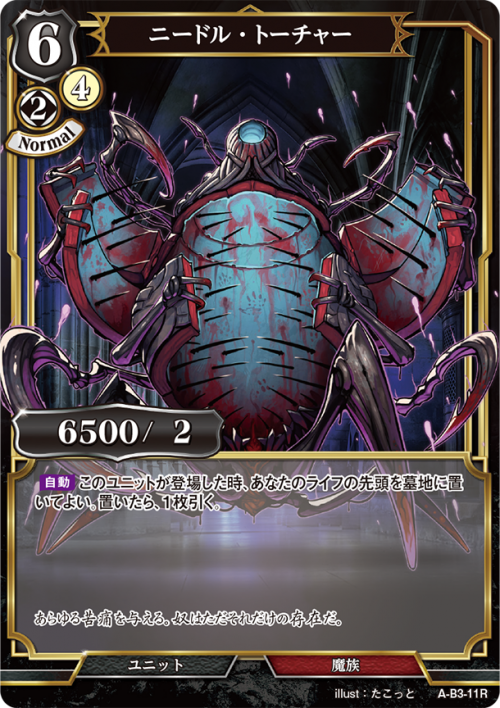 6
ニードル・トーチャー
4
2
Normal
6500/ 2
自動 このユニットが登場した時、あなたのライフの先頭を墓地に置
いてよい。置いたら、1枚引く。
あらゆる苦痛を与える。奴はただそれだけの存在だ。
ユニット
魔族
illust：たこっと A-B3-11R